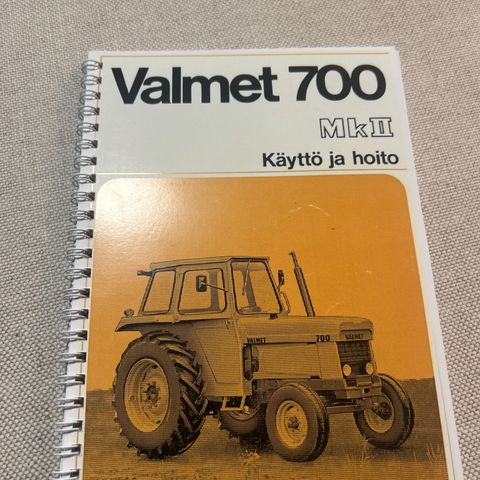 Valmet 700
MkII
Käyttö ja hoito
VALMET 700 VALMET